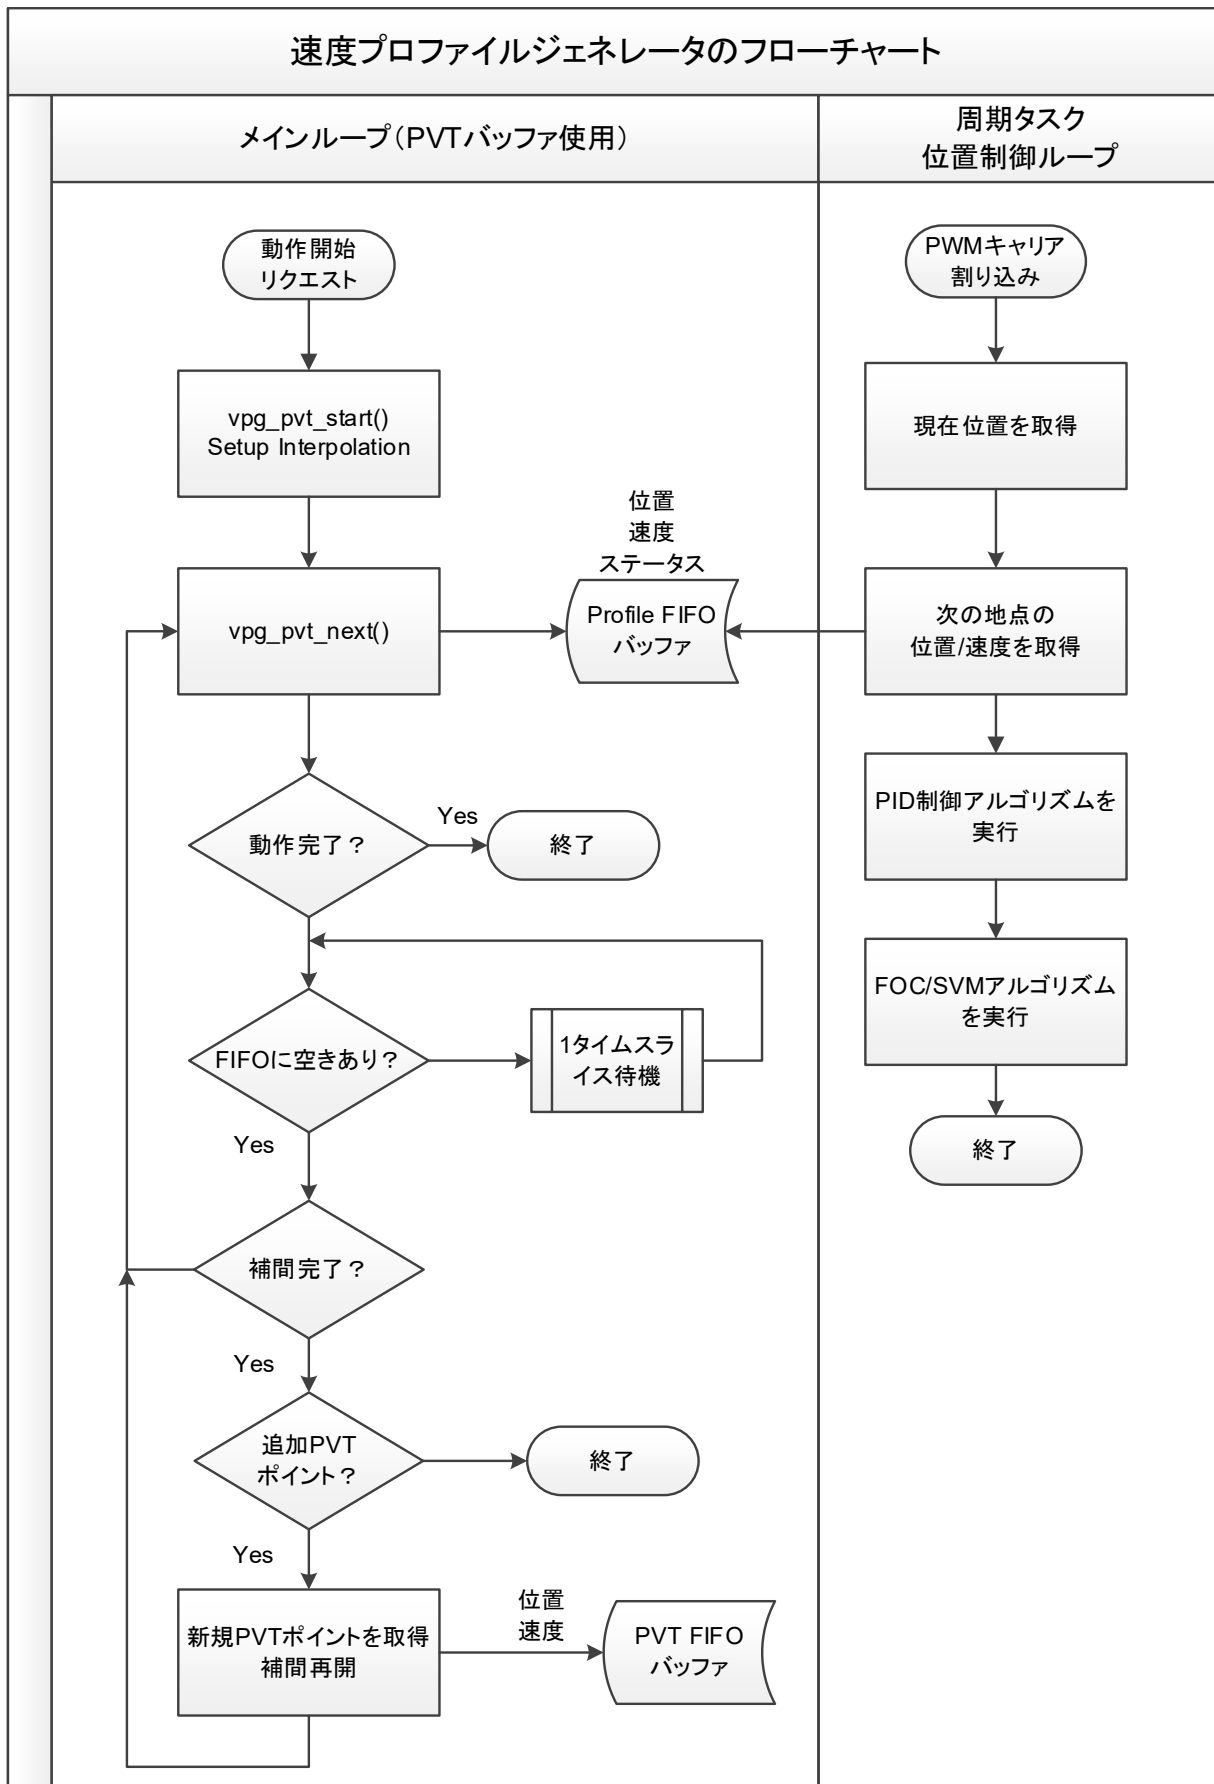 速度プロファイルジェネレータのフローチャート
メインループ（PVTバッファ使用）
周期タスク
位置制御ループ
動作開始
リクエスト
vpg_pvt_start()
Setup Interpolation
vpg_pvt_next()
位置
速度
ステータス
Profile FIFO
バッファ
動作完了？
Yes
終了
FIFOに空きあり？
1タイムスラ
イス待機
Yes
補間完了？
Yes
追加PVT
ポイント？
終了
Yes
新規PVTポイントを取得
補間再開
位置
速度
PVT FIFO
バッファ
PWMキャリア
割り込み
現在位置を取得
次の地点の
位置/速度を取得
PID制御アルゴリズムを
実行
FOC/SVMアルゴリズム
を実行
終了